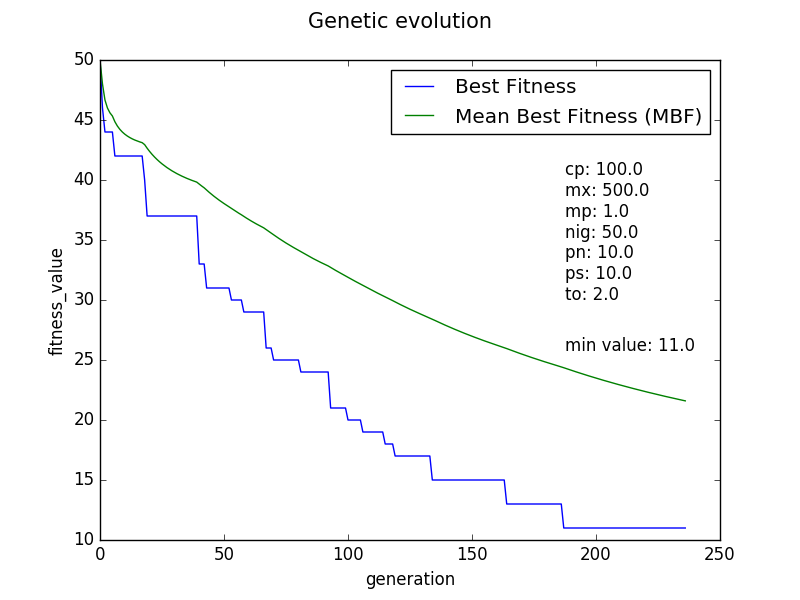 Genetic evolution
Best Fitness
Mean Best Fitness (MBF)
cp: 100.0
mx: 500.0
mp: 1.0
nig: 50.0
pn: 10.0
ps: 10.0
to: 2.0
min value: 11.0
fitness_value
50
45
40
35
30
25
20
15
10
0
50
100
150
200
250
generation